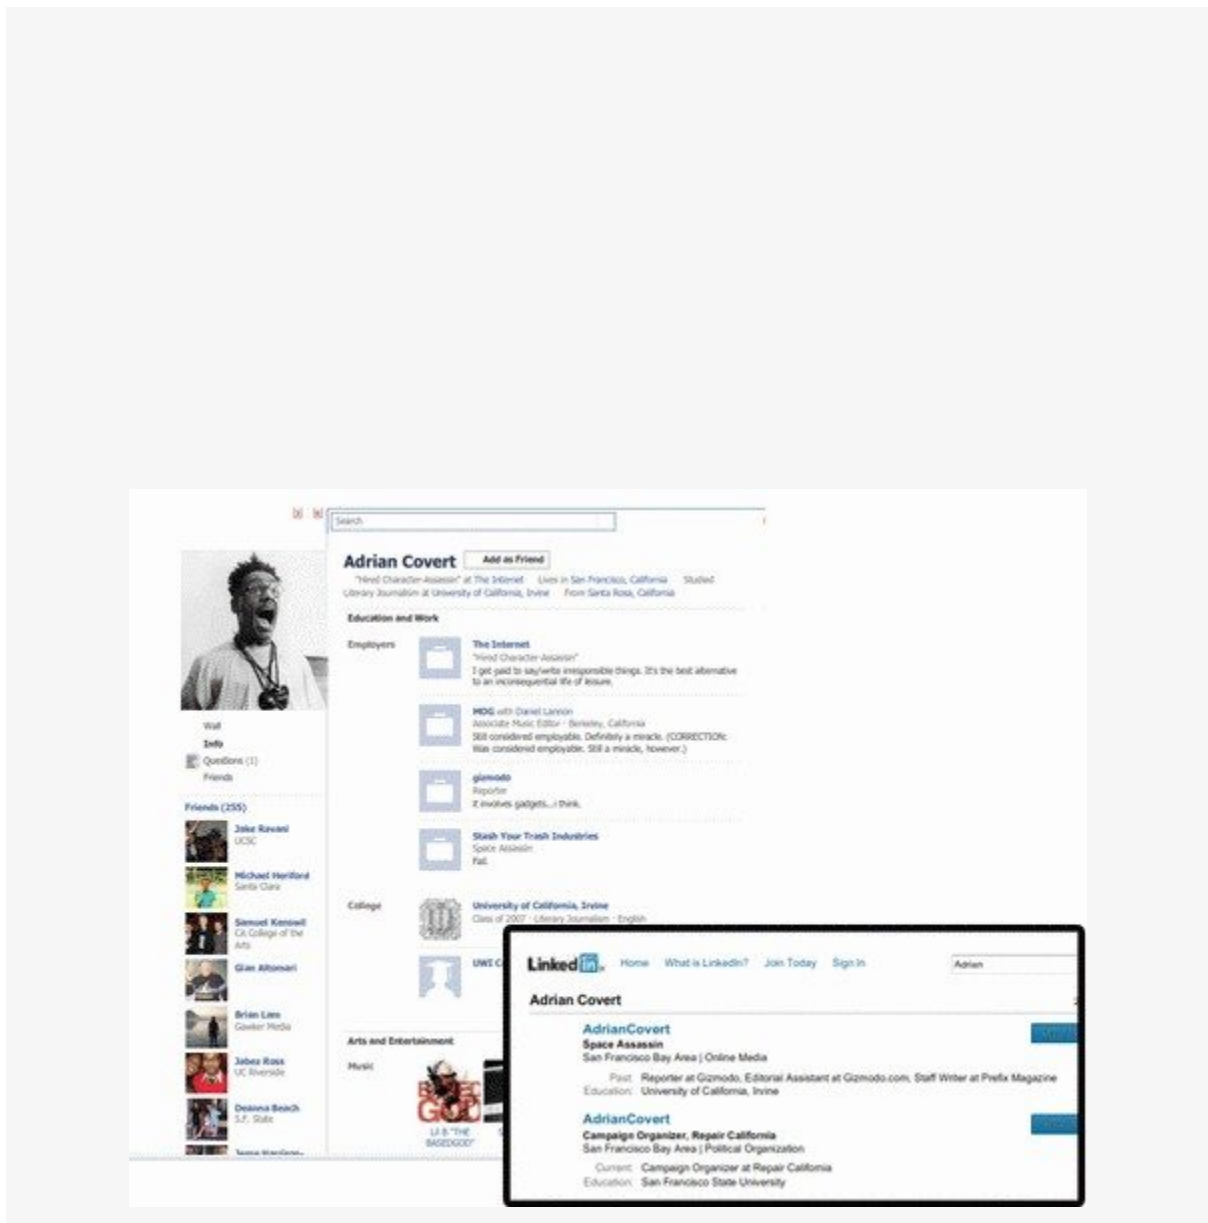 Search
Adrian Covert Add as Friend
"Hired Character-Assassin" at The Internet Lives in San Francisco, California Studied
Literary Journalism at University of California, Irvine From Santa Rosa, California
Education and Work
Employers
The Internet
"Hired Character-Assassin"
I get paid to say/write irresponsible things. It's the best alternative
to an inconsequential life of leisure.
MOG with Daniel Lannon
Associate Music Editor · Berkeley, California
Still considered employable. Definitely a miracle. (CORRECTION:
Was considered employable. Still a miracle, however.)
gizmodo
Reporter
it involves gadgets...i think.
Stash Your Trash Industries
Space Assassin
Fail.
College
University of California, Irvine
Class of 2007 · Literary Journalism · English
UWI
Arts and Entertainment
Music
BASED
GOD
LIL B "THE
BASEDGOD"
Wall
Info
Questions (1)
Friends
Friends (255)
Jake Ravani
UCSC
Michael Heriford
Santa Clara
Samuel
CA College of the
Arts
Gian Altomari
Brian Lam
Gawker Media
Jabez Ross
UC Riverside
Deanna Beach
S.F. State
LinkedIn Home What is LinkedIn? Join Today Sign In Adrian
Adrian Covert
AdrianCovert
Space Assassin
San Francisco Bay Area | Online Media
Past: Reporter at Gizmodo, Editorial Assistant at Gizmodo.com, Staff Writer at Prefix Magazine
Education: University of California, Irvine
AdrianCovert
Campaign Organizer, Repair California
San Francisco Bay Area | Political Organization
Current: Campaign Organizer at Repair California
Education: San Francisco State University